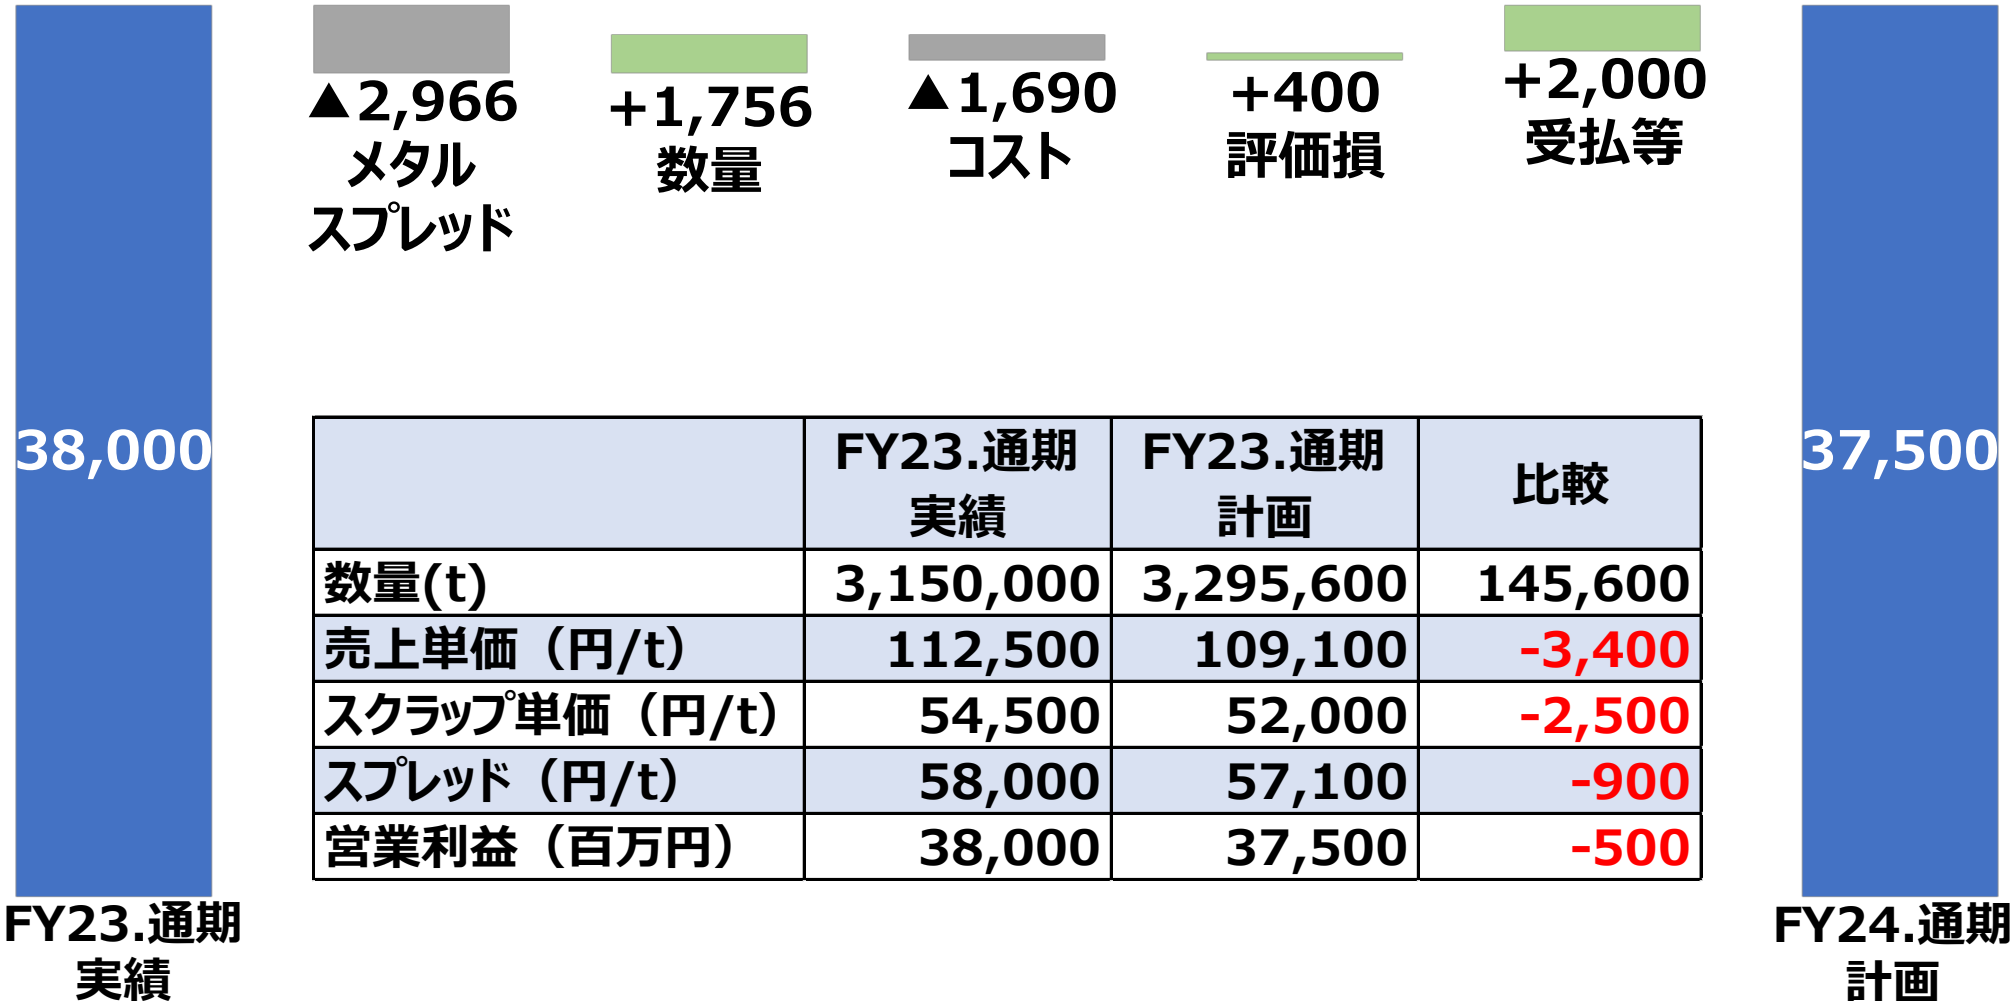 ▲2,966
メタル
スプレッド
+1,756
数量
▲1,690
コスト
+400
評価損
+2,000
受払等
38,000
37,500
FY23.通期
実績
FY23.通期
計画
比較
数量(t) 3,150,000 3,295,600 145,600
売上単価（円/t） 112,500 109,100 -3,400
スクラップ単価（円/t） 54,500 52,000 -2,500
スプレッド（円/t） 58,000 57,100 -900
営業利益（百万円） 38,000 37,500 -500
FY23.通期
実績
FY24.通期
計画